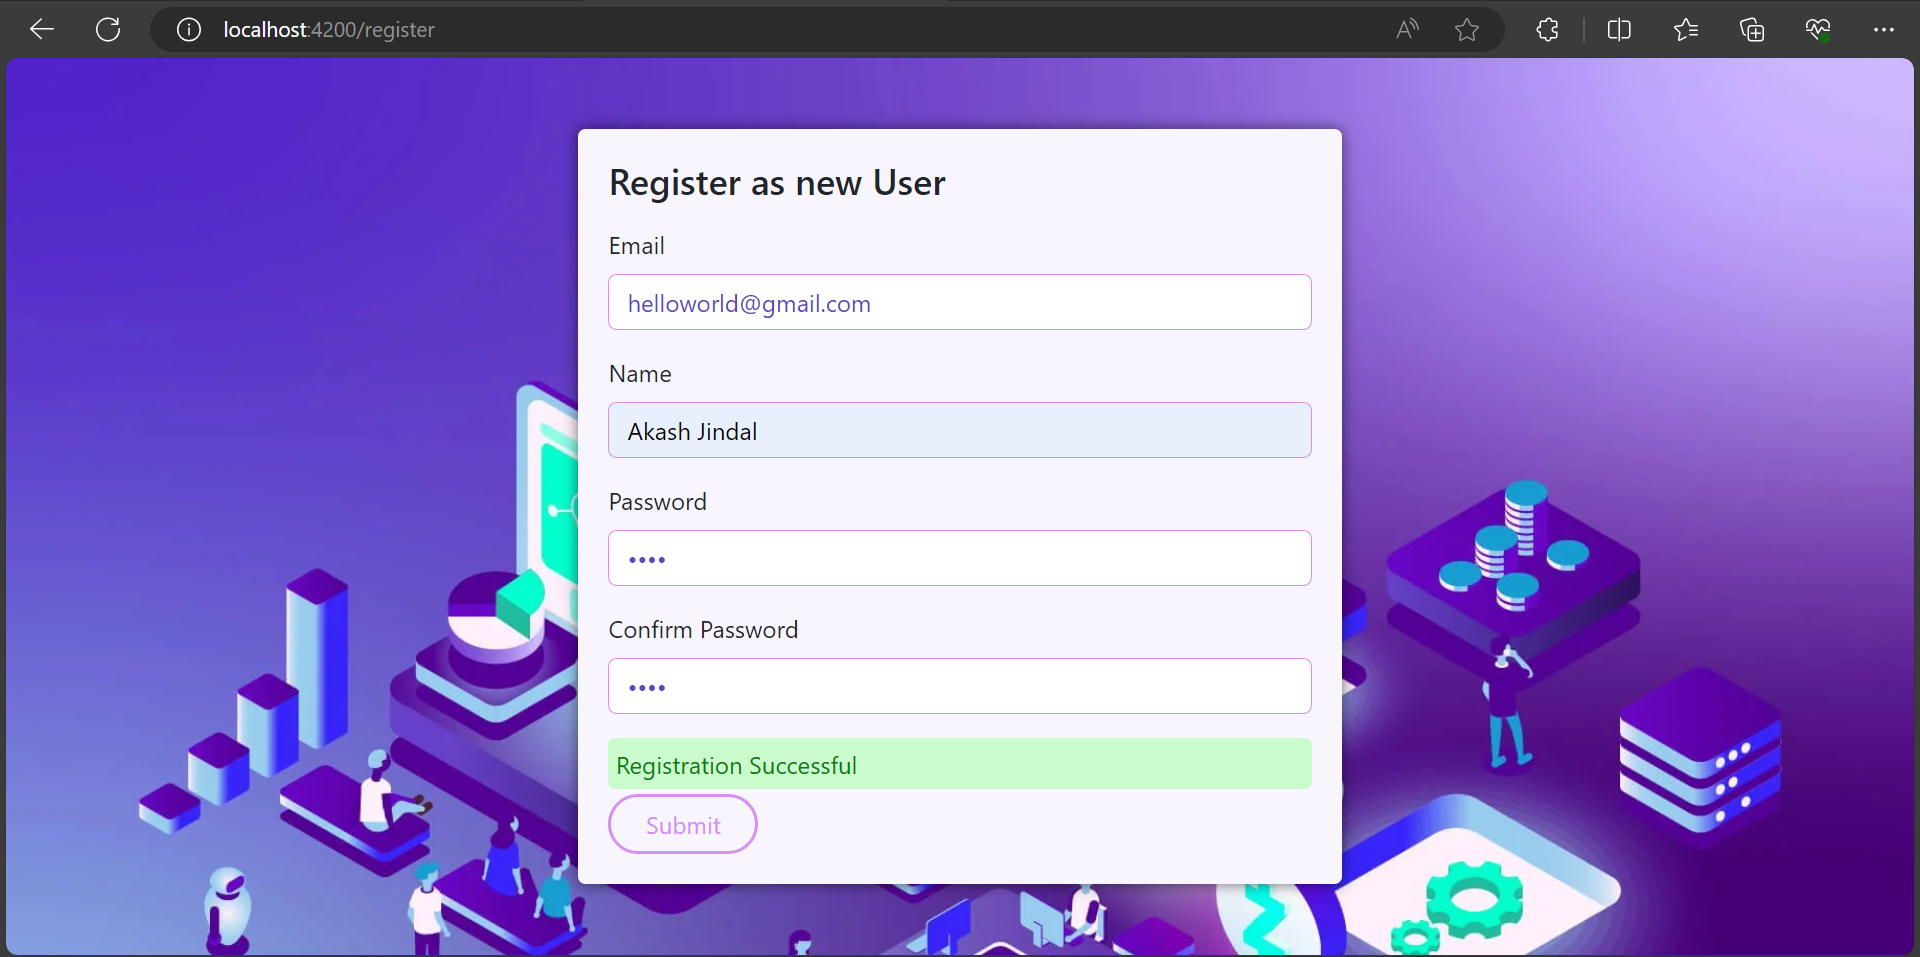 localhost:4200/register
Register as new User
Email
helloworld@gmail.com
Name
Akash Jindal
Password
••••
Confirm Password
••••
Registration Successful
Submit